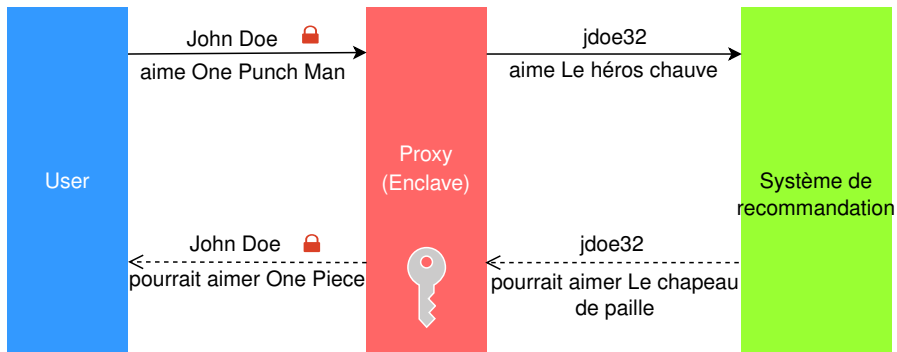 John Doe
aime One Punch Man
jdoe32
aime Le héros chauve
User
Proxy
(Enclave)
Système de
recommandation
John Doe
pourrait aimer One Piece
jdoe32
pourrait aimer Le chapeau
de paille